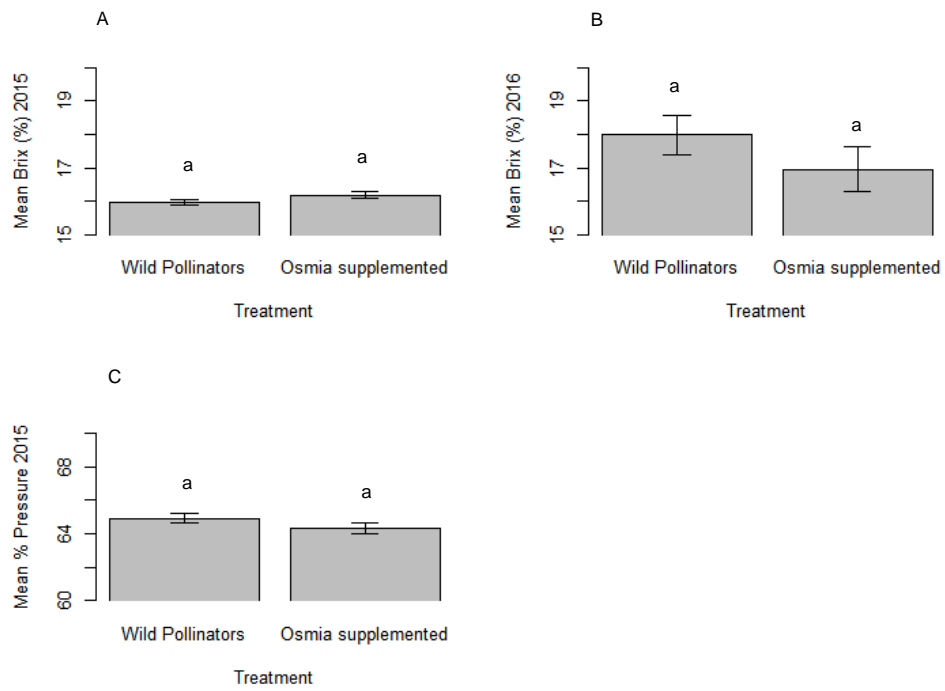 A
Mean Brix (%) 2015
15 17 19
a a
Wild Pollinators Osmia supplemented
Treatment
B
Mean Brix (%) 2016
15 17 19
a a
Wild Pollinators Osmia supplemented
Treatment
C
Mean % Pressure 2015
60 64 68
a a
Wild Pollinators Osmia supplemented
Treatment